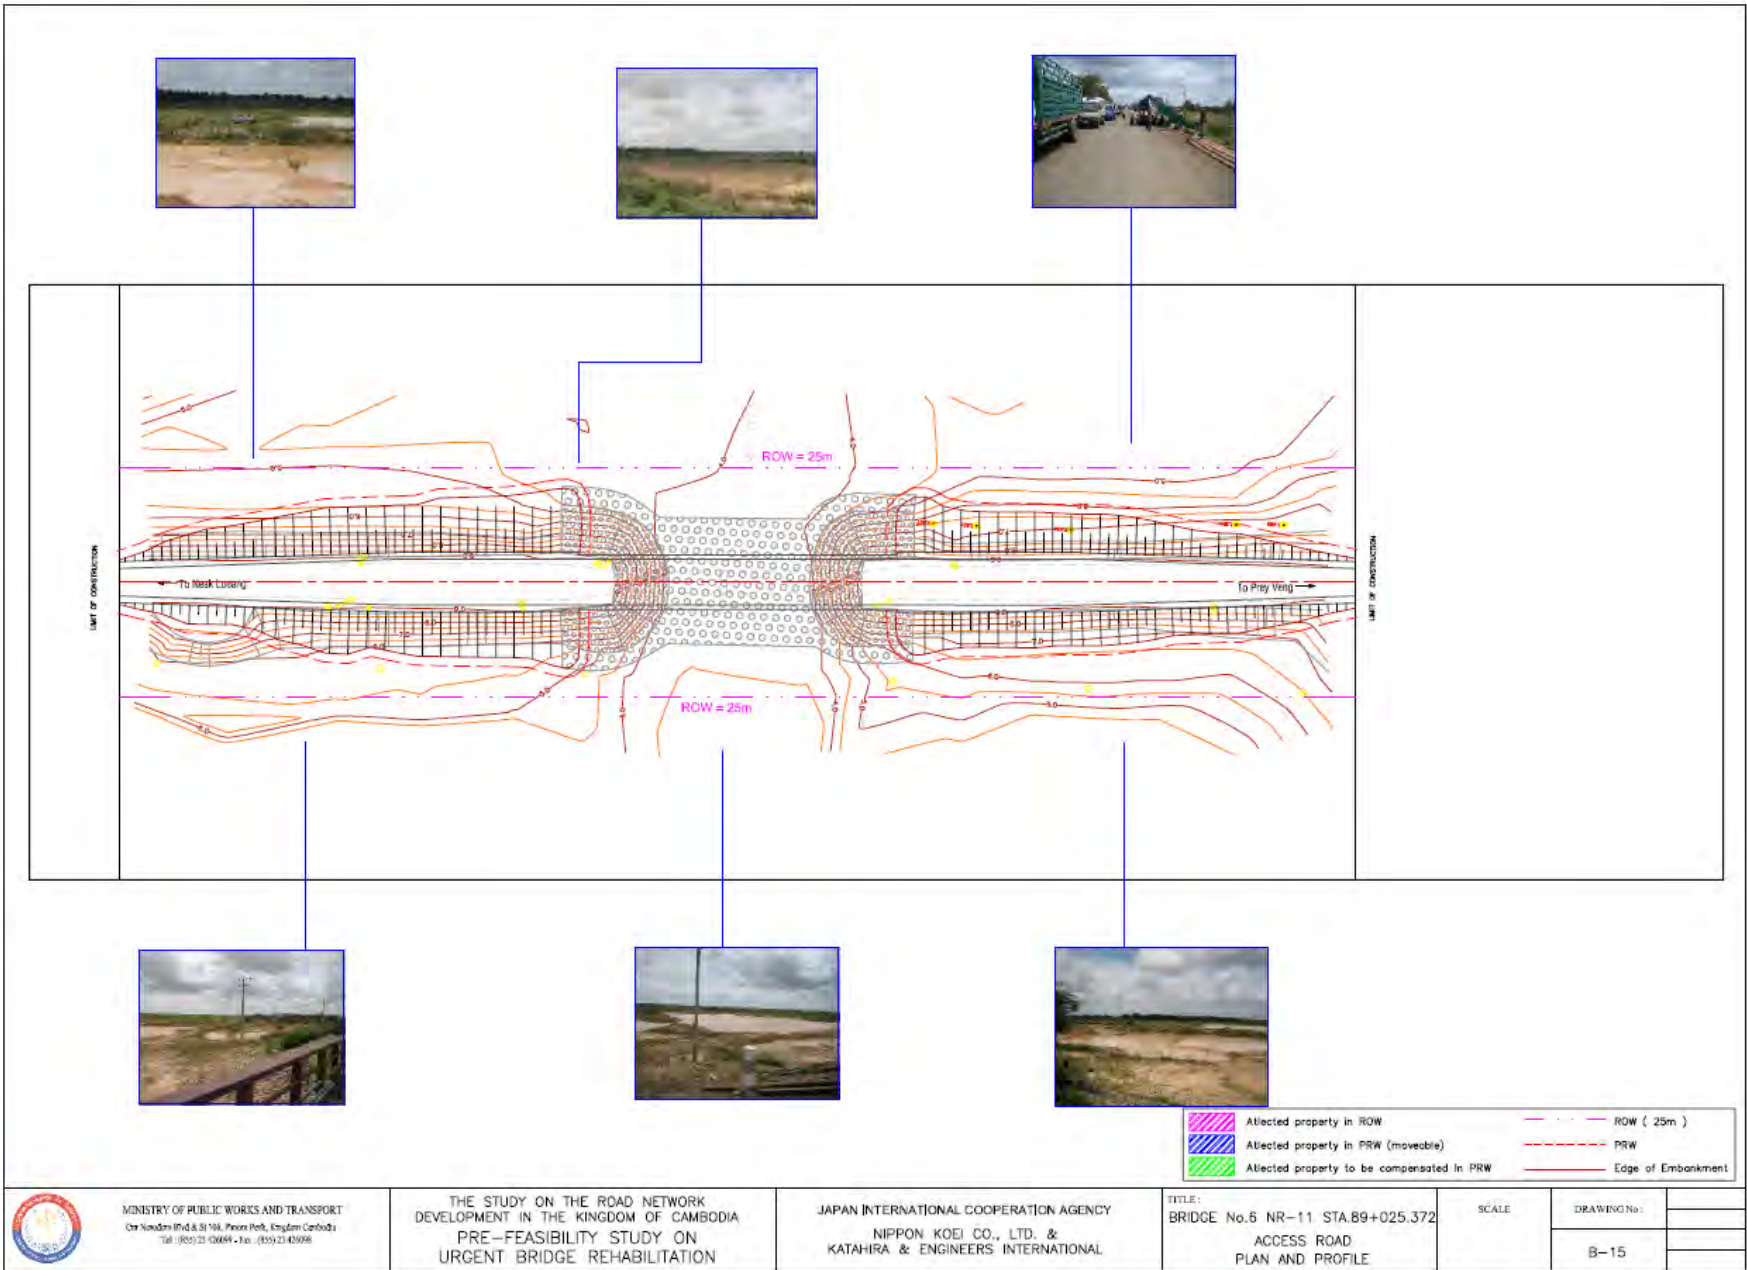 ROW = 25m
LIMIT OF CONSTRUCTION
To Neak Loeang
To Prey Veng
LIMIT OF CONSTRUCTION
ROW = 25m
Affected property in ROW
Affected property in PRW (moveable)
Affected property to be compensated in PRW
ROW ( 25m )
PRW
Edge of Embankment
MINISTRY OF PUBLIC WORKS AND TRANSPORT
THE STUDY ON THE ROAD NETWORK
DEVELOPMENT IN THE KINGDOM OF CAMBODIA
PRE-FEASIBILITY STUDY ON
URGENT BRIDGE REHABILITATION
JAPAN INTERNATIONAL COOPERATION AGENCY
NIPPON KOEI CO., LTD. &
KATAHIRA & ENGINEERS INTERNATIONAL
TITLE :
BRIDGE No.6 NR-11 STA.89+025.372
ACCESS ROAD
PLAN AND PROFILE
SCALE
DRAWING No :
B-15